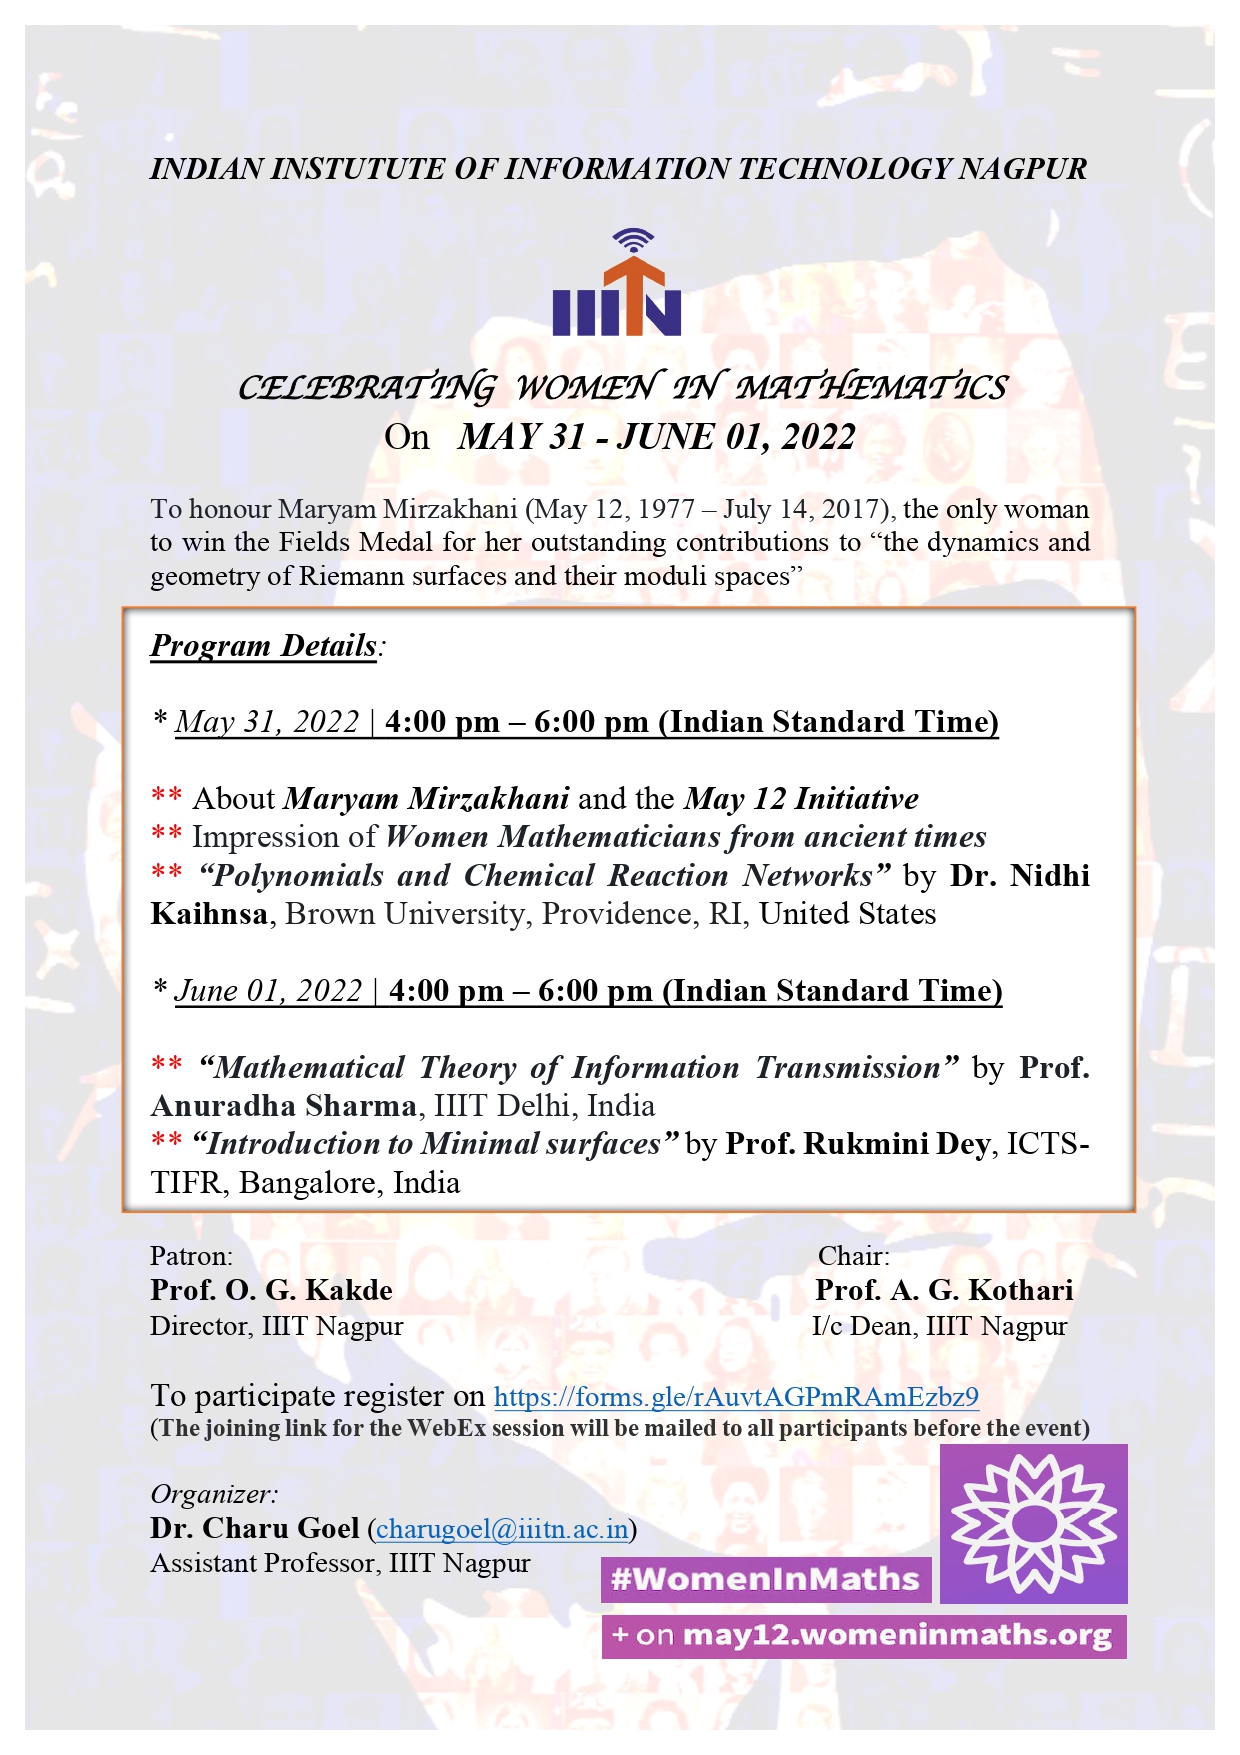 INDIAN INSTUTUTE OF INFORMATION TECHNOLOGY NAGPUR
IIITN
CELEBRATING WOMEN IN MATHEMATICS
On MAY 31 - JUNE 01, 2022
To honour Maryam Mirzakhani (May 12, 1977 – July 14, 2017), the only woman
to win the Fields Medal for her outstanding contributions to “the dynamics and
geometry of Riemann surfaces and their moduli spaces”
Program Details:
* May 31, 2022 | 4:00 pm – 6:00 pm (Indian Standard Time)
** About Maryam Mirzakhani and the May 12 Initiative
** Impression of Women Mathematicians from ancient times
** “Polynomials and Chemical Reaction Networks” by Dr. Nidhi
Kaihnsa, Brown University, Providence, RI, United States
* June 01, 2022 | 4:00 pm – 6:00 pm (Indian Standard Time)
** “Mathematical Theory of Information Transmission” by Prof.
Anuradha Sharma, IIIT Delhi, India
** “Introduction to Minimal surfaces” by Prof. Rukmini Dey, ICTS-
TIFR, Bangalore, India
Patron: Chair:
Prof. O. G. Kakde Prof. A. G. Kothari
Director, IIIT Nagpur I/c Dean, IIIT Nagpur
To participate register on https://forms.gle/rAuvtAGPmRAmEzbz9
(The joining link for the WebEx session will be mailed to all participants before the event)
Organizer:
Dr. Charu Goel (charugoel@iiitn.ac.in)
Assistant Professor, IIIT Nagpur
#WomenInMaths
+ on may12.womeninmaths.org